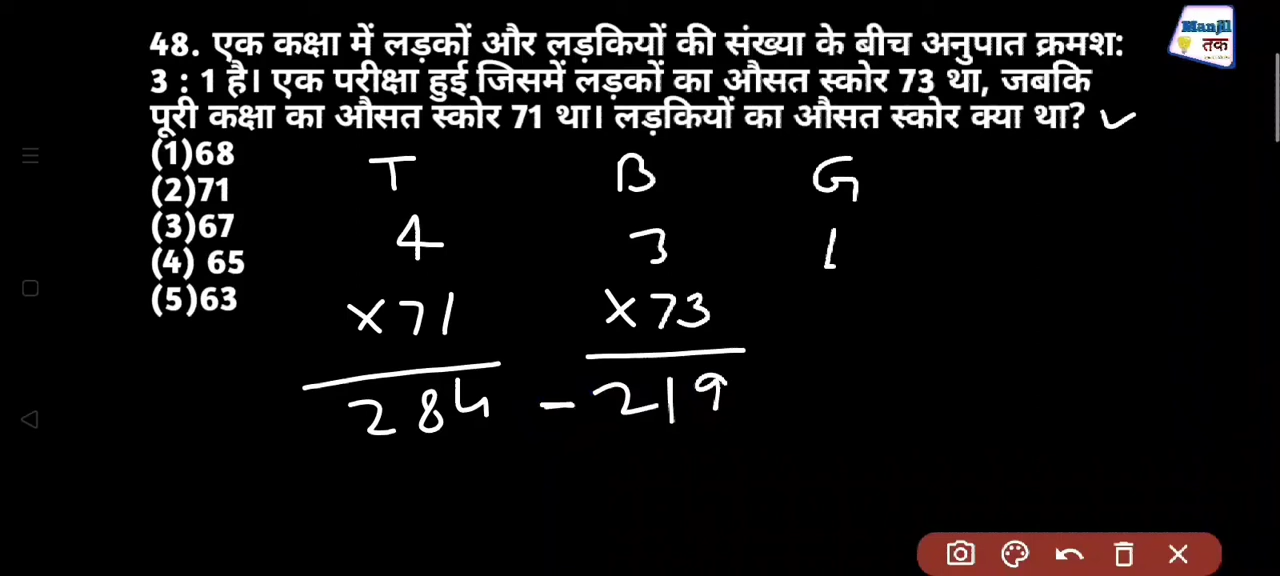 48. एक कक्षा में लड़कों और लड़कियों की संख्या के बीच अनुपात क्रमश:
3 : 1 है। एक परीक्षा हुई जिसमें लड़कों का औसत स्कोर 73 था, जबकि
पूरी कक्षा का औसत स्कोर 71 था। लड़कियों का औसत स्कोर क्या था? ✓
(1)68
(2)71
(3)67
(4) 65
(5)63
T B G
4 3 1
×71 ×73
284 - 219
Manjil
तक